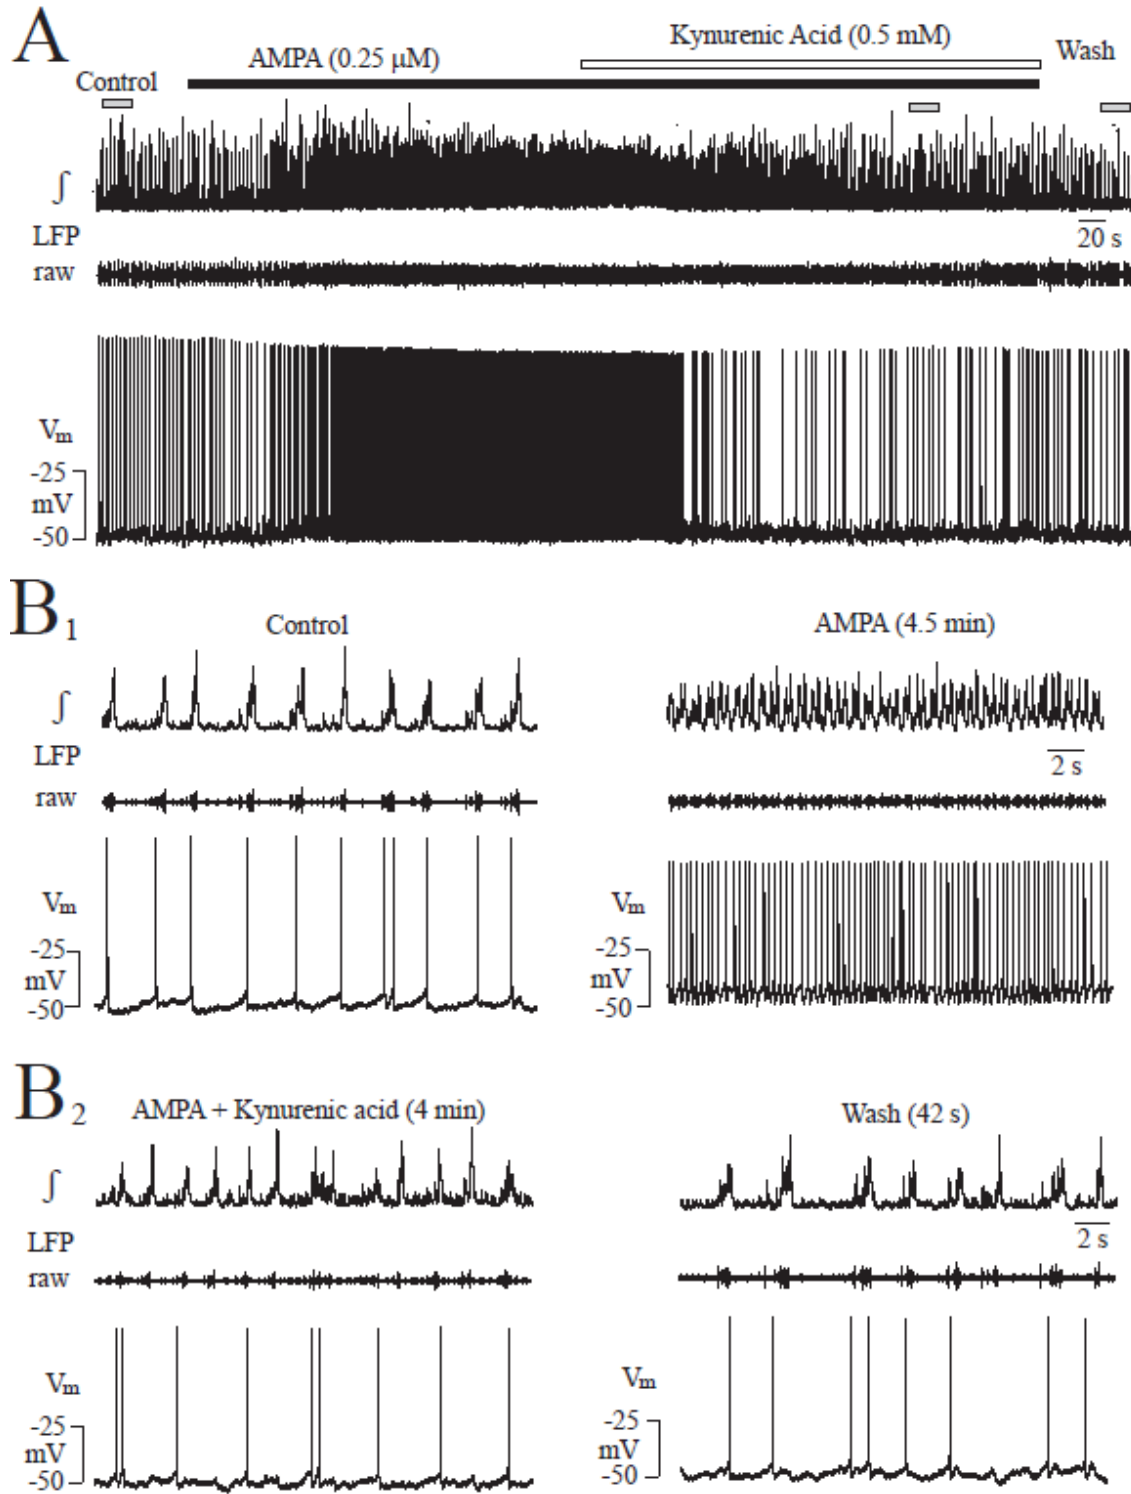 A
Kynurenic Acid (0.5 mM)
Wash
AMPA (0.25 μM)
Control
∫
LFP
20 s
raw
Vm
-25
mV
-50
B1
Control
AMPA (4.5 min)
∫
LFP
2 s
raw
Vm
Vm
-25
-25
mV
mV
-50
-50
B2
AMPA + Kynurenic acid (4 min)
Wash (42 s)
∫
LFP
2 s
raw
Vm
Vm
-25
-25
mV
mV
-50
-50